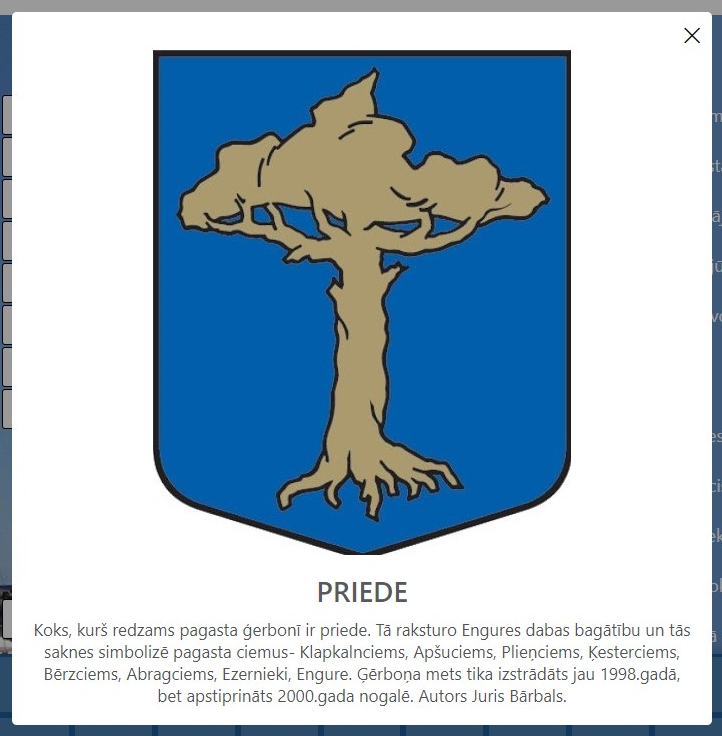 PRIEDE
Koks, kurš redzams pagasta ģerbonī ir priede. Tā raksturo Engures dabas bagātību un tās
saknes simbolizē pagasta ciemus- Klapkalnciems, Apšuciems, Plieņciems, Ķesterciems,
Bērzciems, Abragciems, Ezernieki, Engure. Ģērboņa mets tika izstrādāts jau 1998.gadā,
bet apstiprināts 2000.gada nogalē. Autors Juris Bārbals.